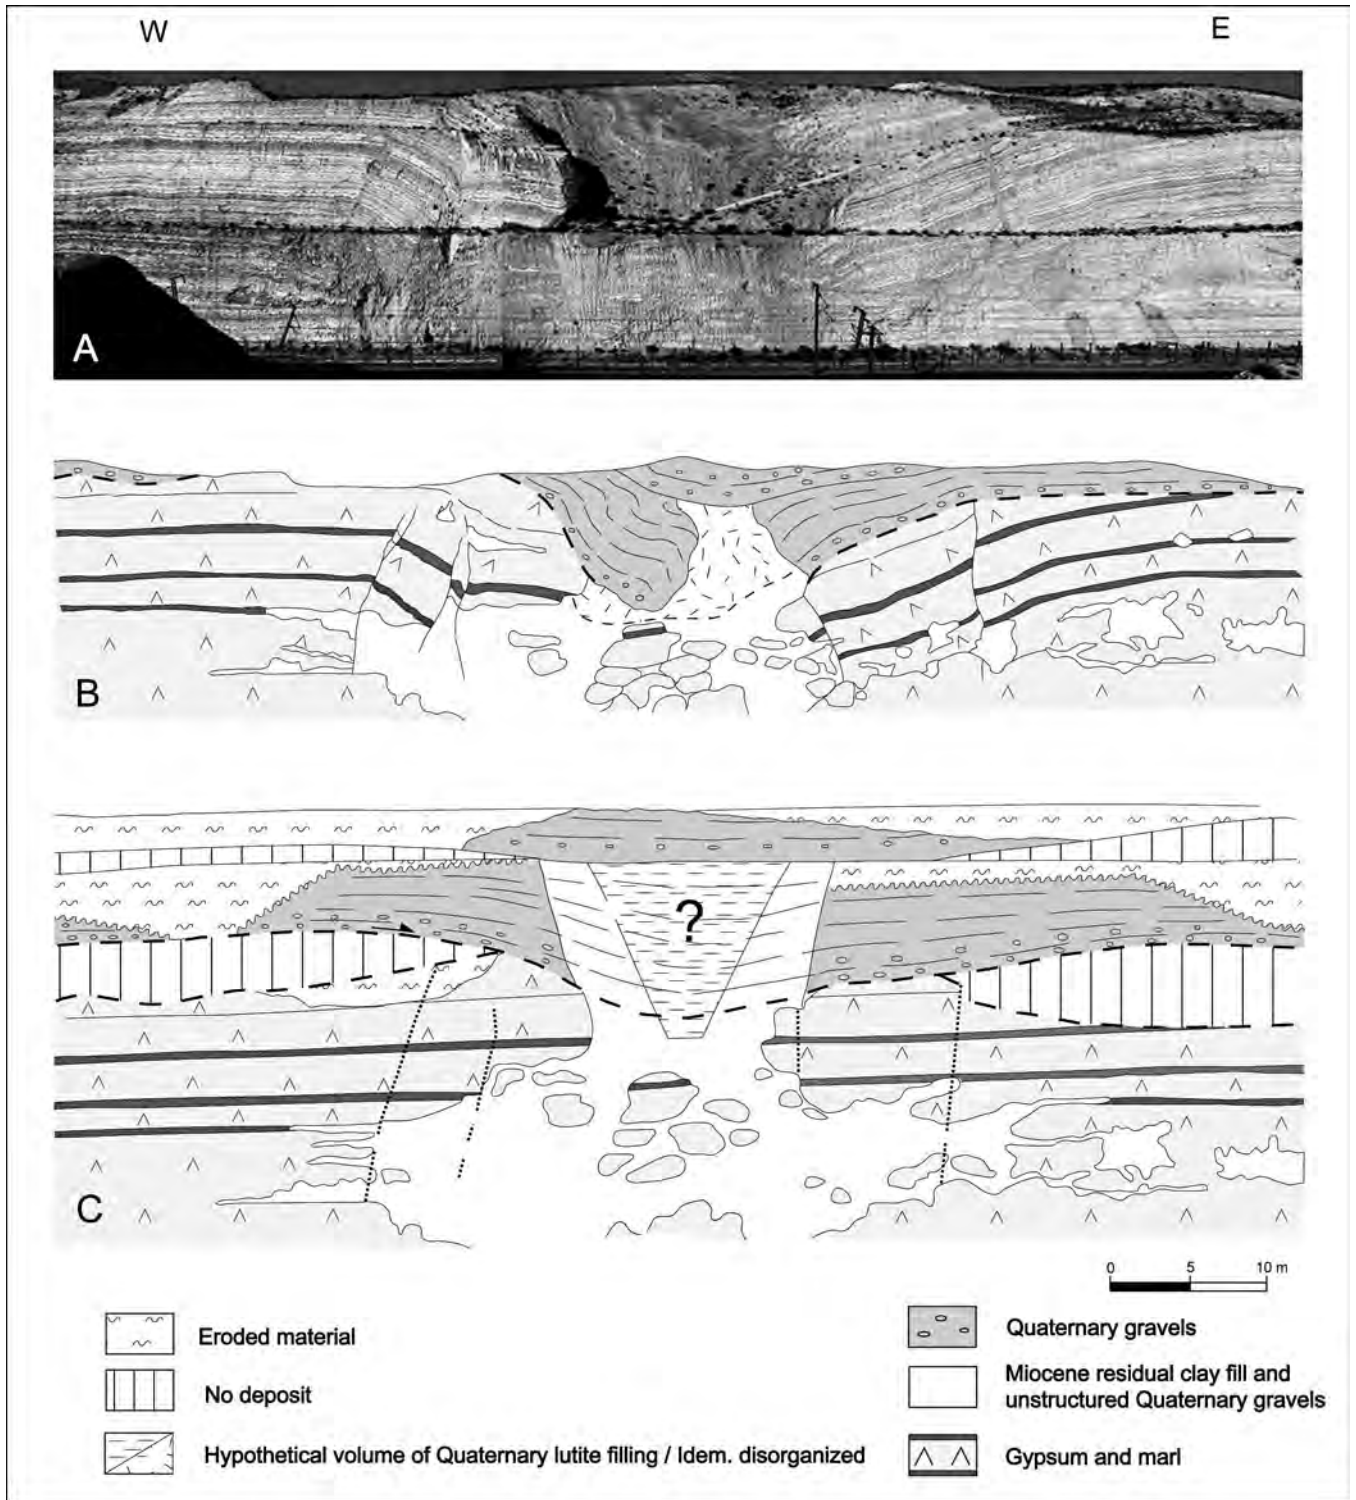 W
E
A
B
C
?
0 5 10 m
Eroded material
No deposit
Hypothetical volume of Quaternary lutite filling / Idem. disorganized
Quaternary gravels
Miocene residual clay fill and
unstructured Quaternary gravels
Gypsum and marl